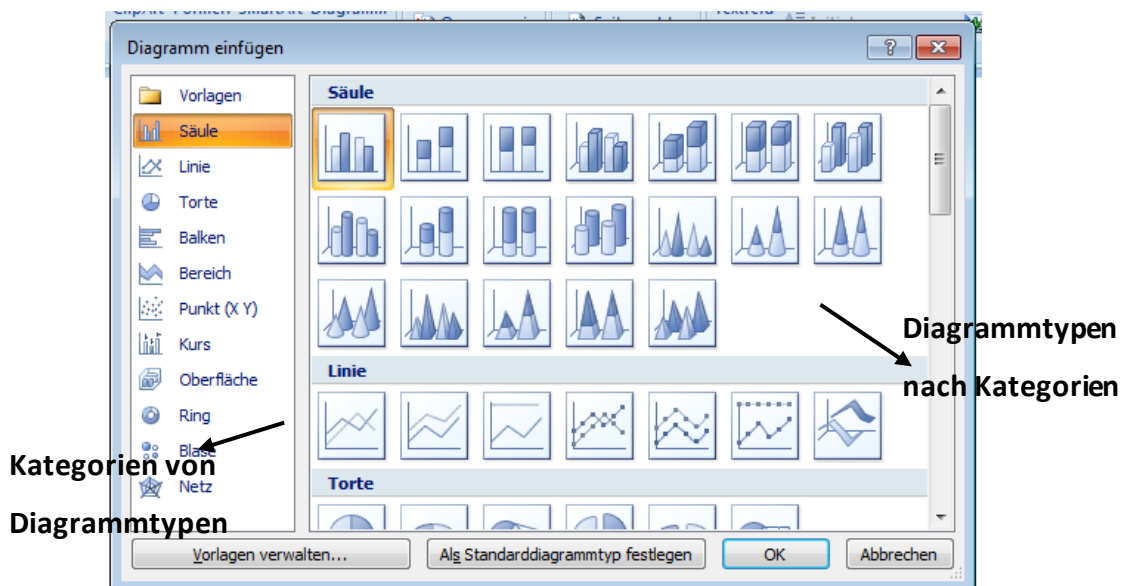 Diagramm einfügen
Vorlagen
Säule
Linie
Torte
Balken
Bereich
Punkt (X Y)
Kurs
Oberfläche
Ring
Blase
Netz
Säule
Linie
Torte
Diagrammtypen
nach Kategorien
Kategorien von
Diagrammtypen
Vorlagen verwalten...
Als Standarddiagrammtyp festlegen
OK
Abbrechen